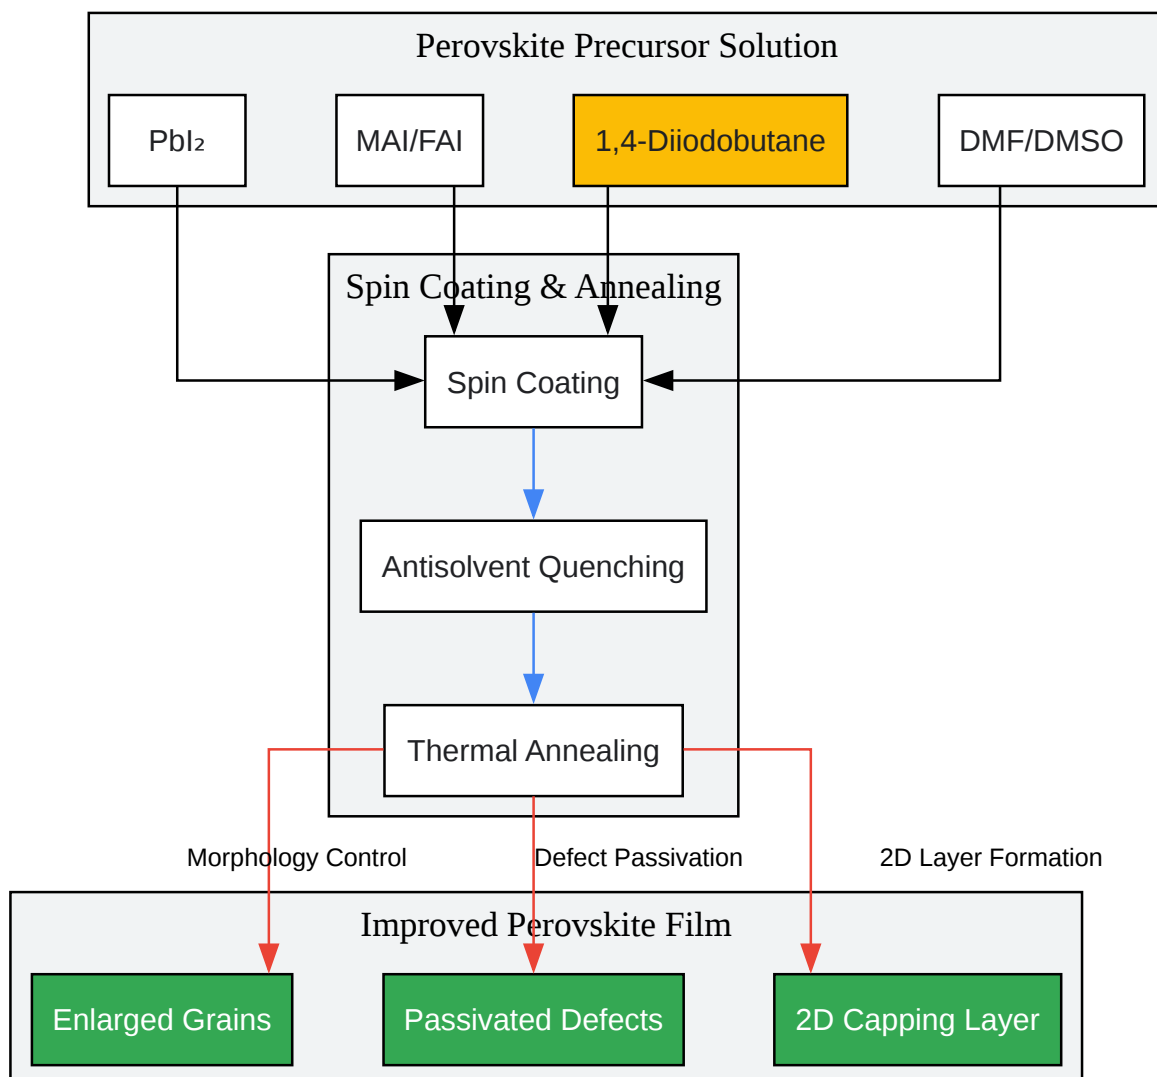 Perovskite Precursor Solution
PbI₂
MAI/FAI
1,4-Diiodobutane
DMF/DMSO
Spin Coating & Annealing
Spin Coating
Antisolvent Quenching
Thermal Annealing
Morphology Control
Defect Passivation
2D Layer Formation
Improved Perovskite Film
Enlarged Grains
Passivated Defects
2D Capping Layer